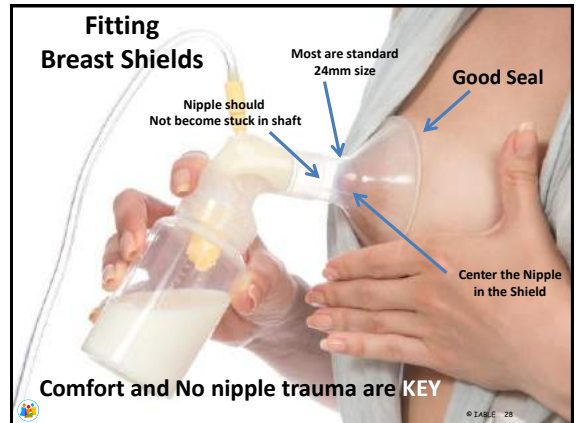 Fitting
Breast Shields
Most are standard
24mm size
Good Seal
Nipple should
Not become stuck in shaft
Center the Nipple
in the Shield
Comfort and No nipple trauma are KEY
© IABLE 28